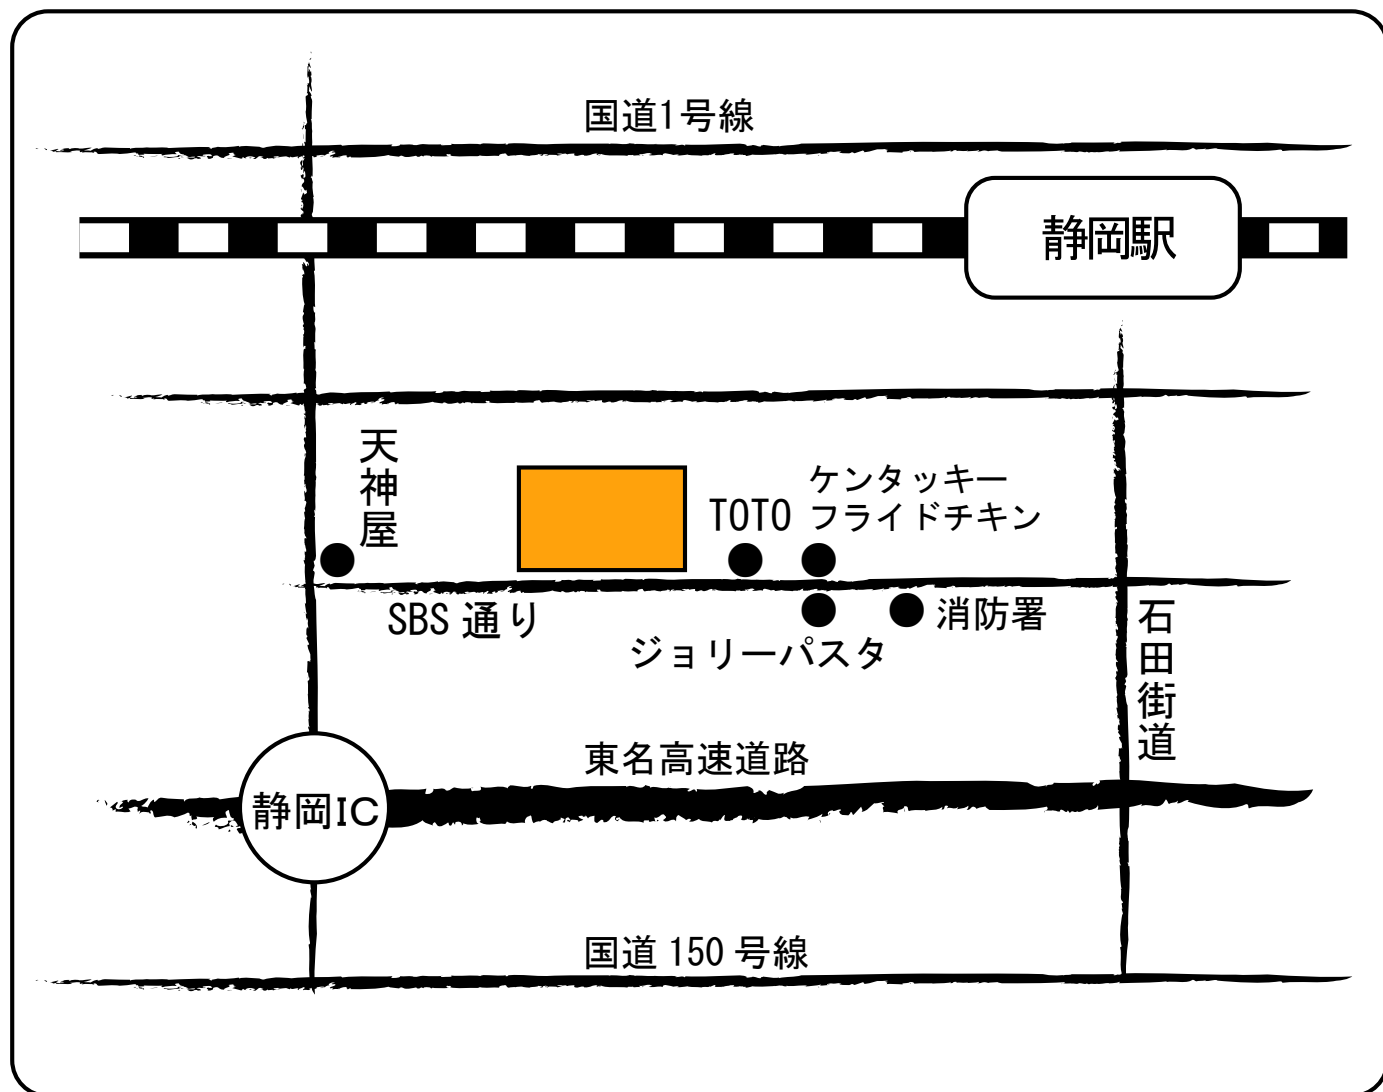 国道1号線
静岡駅
天神屋
ケンタッキー
TOTO フライドチキン
SBS 通り
消防署
ジョリーパスタ
石田街道
東名高速道路
静岡IC
国道 150 号線